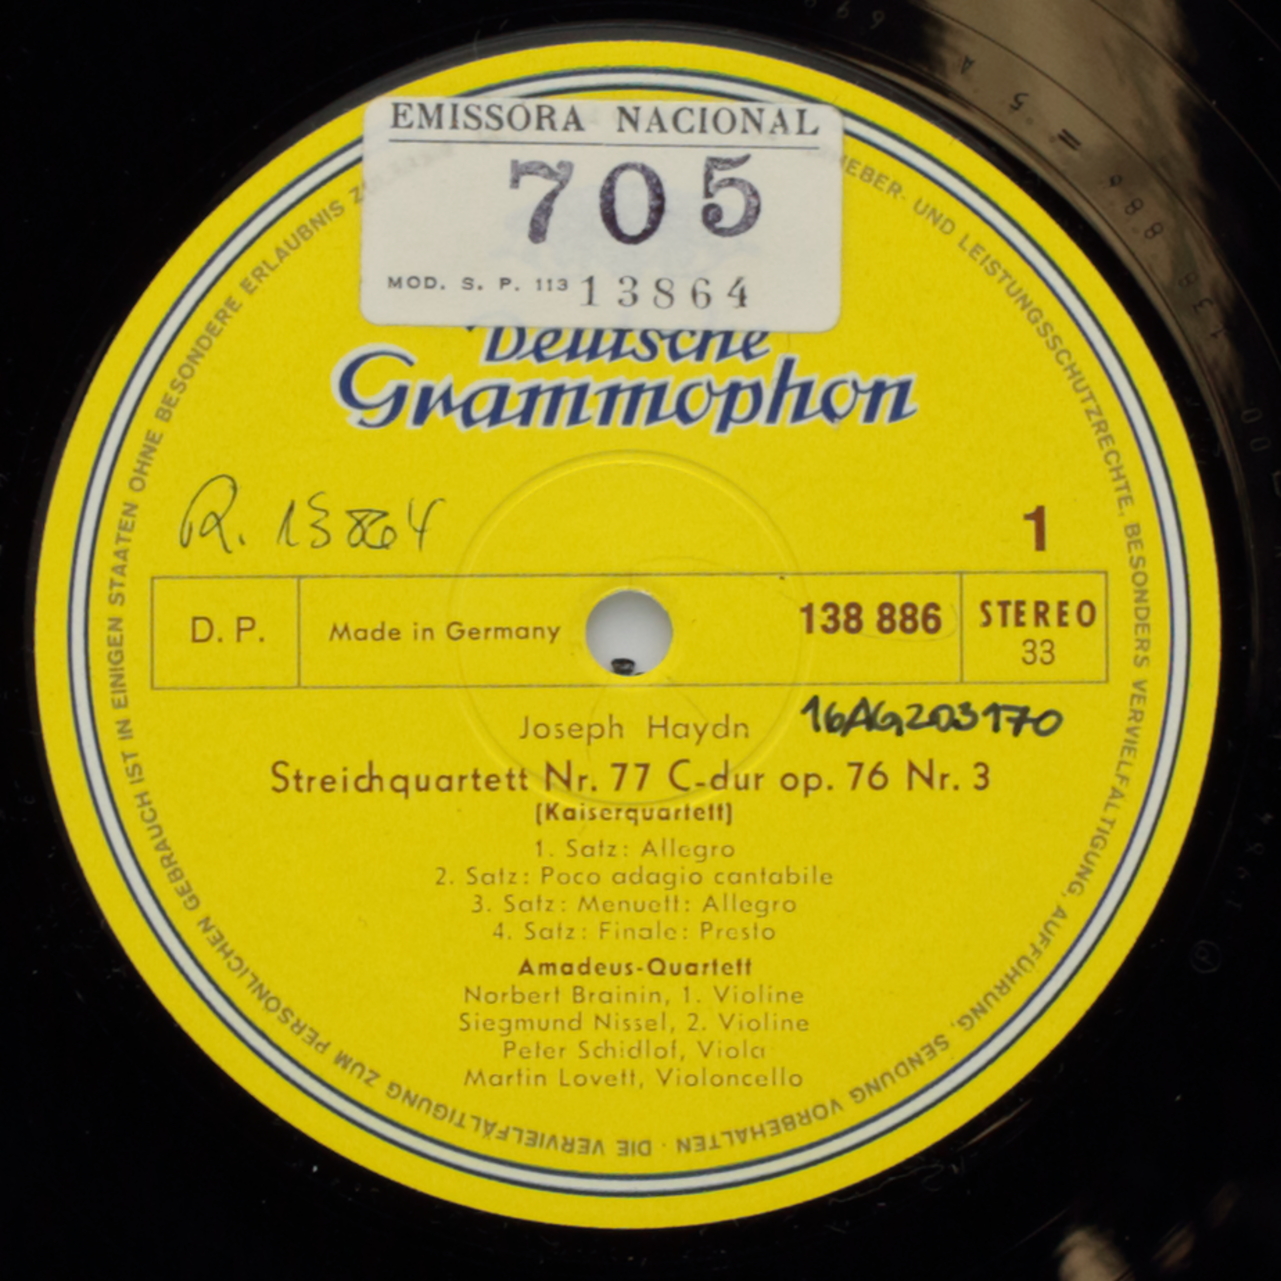 EMISSORA NACIONAL
705
MOD. S. P. 113 13864
Deutsche
Grammophon
R. 13864
1
D. P.
Made in Germany
138 886
STEREO
33
16AG203170
Joseph Haydn
Streichquartett Nr. 77 C-dur op. 76 Nr. 3
(Kaiserquartett)
1. Satz: Allegro
2. Satz: Poco adagio cantabile
3. Satz: Menuett: Allegro
4. Satz: Finale: Presto
Amadeus-Quartett
Norbert Brainin, 1. Violine
Siegmund Nissel, 2. Violine
Peter Schidlof, Viola
Martin Lovett, Violoncello
UND LEISTUNGSSCHUTZRECHTE, BESONDERS VERVIELFÄLTIGUNG, AUFFÜHRUNG, SENDUNG VORBEHALTEN · DIE VERVIELFÄLTIGUNG ZUM PERSÖNLICHEN GEBRAUCH IST IN EINIGEN STAATEN OHNE BESONDERE ERLAUBNIS